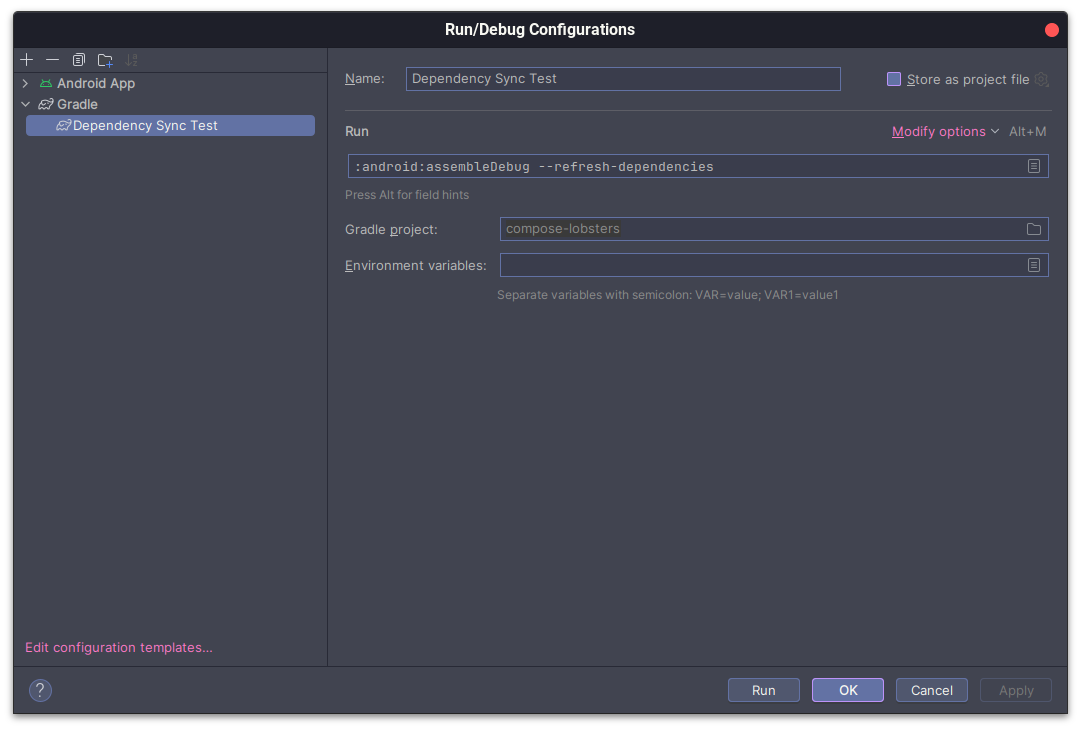 Run/Debug Configurations
Android App
Gradle
Dependency Sync Test
Name: Dependency Sync Test Store as project file
Run Modify options Alt+M
:android:assembleDebug --refresh-dependencies
Press Alt for field hints
Gradle project: compose-lobsters
Environment variables:
Separate variables with semicolon: VAR=value; VAR1=value1
Edit configuration templates...
? Run OK Cancel Apply